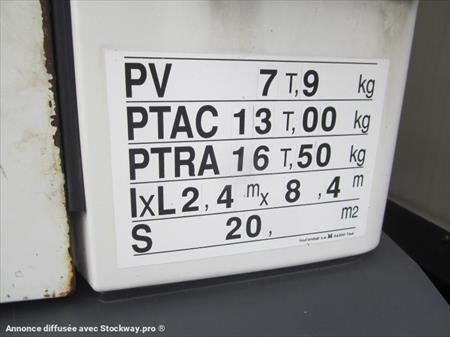 PV 7 T,9 kg
PTAC 13 T,00 kg
PTRA 16 T,50 kg
IxL 2,4 m x 8,4 m
S 20, m2
Annonce diffusée avec Stockway.pro ®